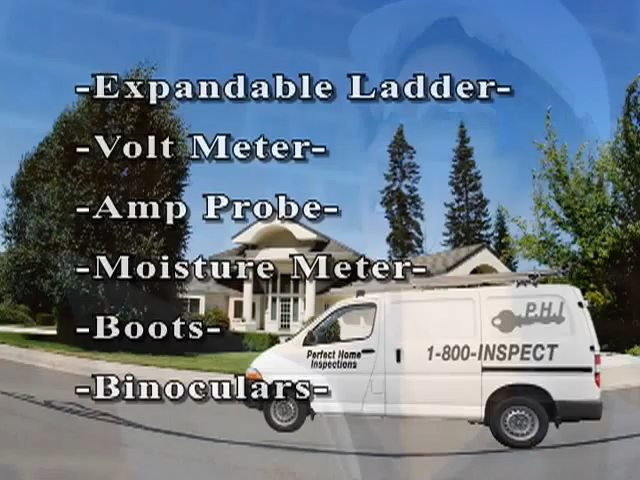 -Expandable Ladder-
-Volt Meter-
-Amp Probe-
-Moisture Meter-
-Boots-
-Binoculars-
P.H.I
1-800-INSPECT
Perfect Home
Inspections